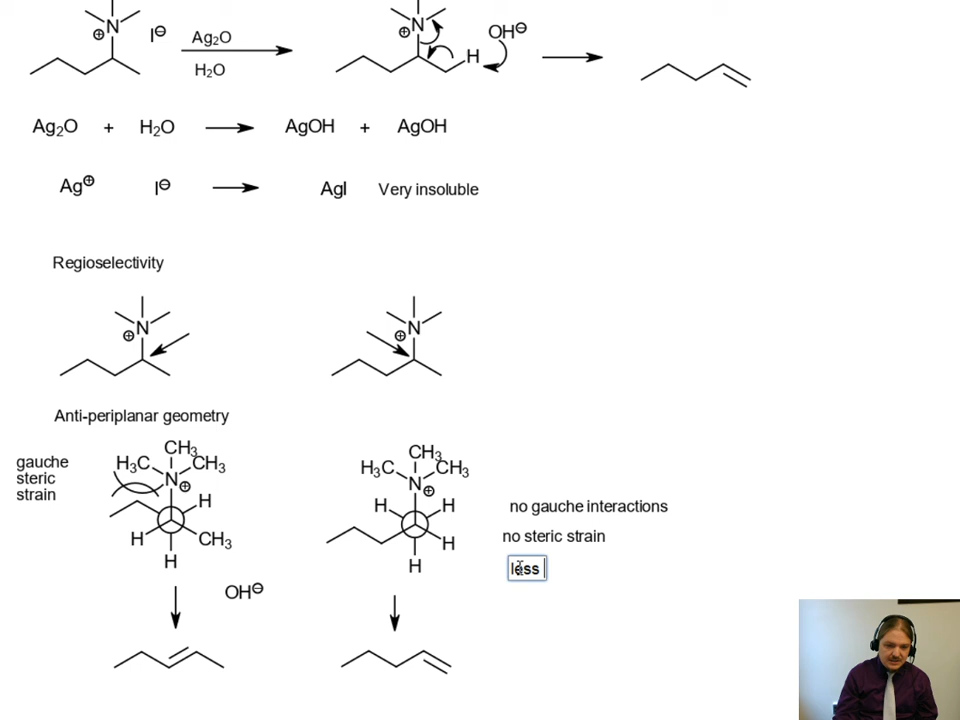 N ⊕ I⊖ Ag2O H2O
N ⊕ H OH⊖
Ag2O + H2O AgOH + AgOH
Ag⊕ I⊖ AgI Very insoluble
Regioselectivity
N ⊕ N ⊕
Anti-periplanar geometry
gauche
steric
strain
CH3
H3C CH3
N ⊕
H
H CH3
H
OH⊖
CH3
H3C CH3
N ⊕
H H
H
H
no gauche interactions
no steric strain
less